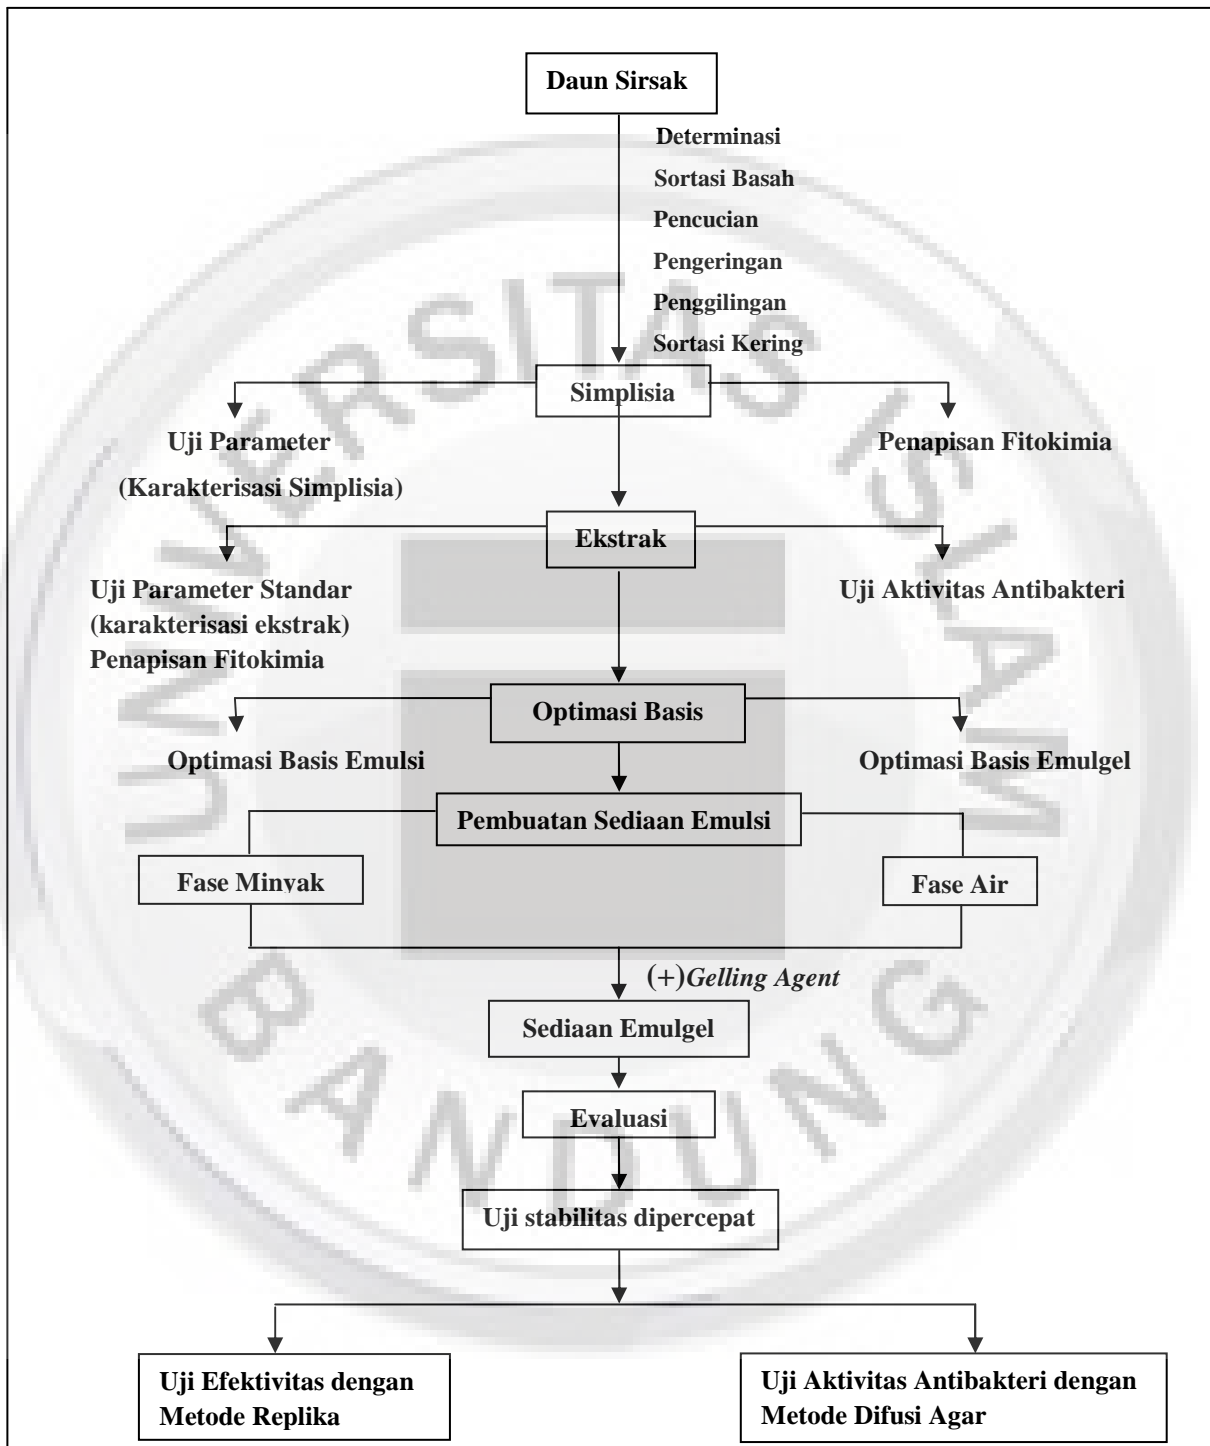 Daun Sirsak
Determinasi
Sortasi Basah
Pencucian
Pengeringan
Penggilingan
Sortasi Kering
Simplisia
Uji Parameter
(Karakterisasi Simplisia)
Penapisan Fitokimia
Ekstrak
Uji Parameter Standar
(karakterisasi ekstrak)
Penapisan Fitokimia
Uji Aktivitas Antibakteri
Optimasi Basis
Optimasi Basis Emulsi
Optimasi Basis Emulgel
Pembuatan Sediaan Emulsi
Fase Minyak
Fase Air
(+)Gelling Agent
Sediaan Emulgel
Evaluasi
Uji stabilitas dipercepat
Uji Efektivitas dengan
Metode Replika
Uji Aktivitas Antibakteri dengan
Metode Difusi Agar
UNIVERSITAS ISLAM
BANDUNG